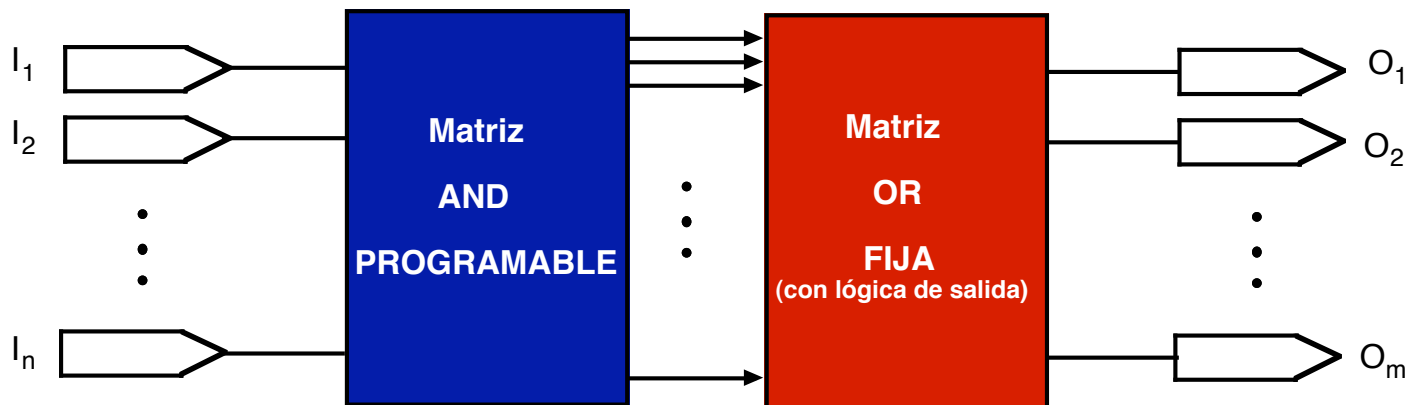 I1
I2
In
Matriz
AND
PROGRAMABLE
Matriz
OR
FIJA
(con lógica de salida)
O1
O2
Om